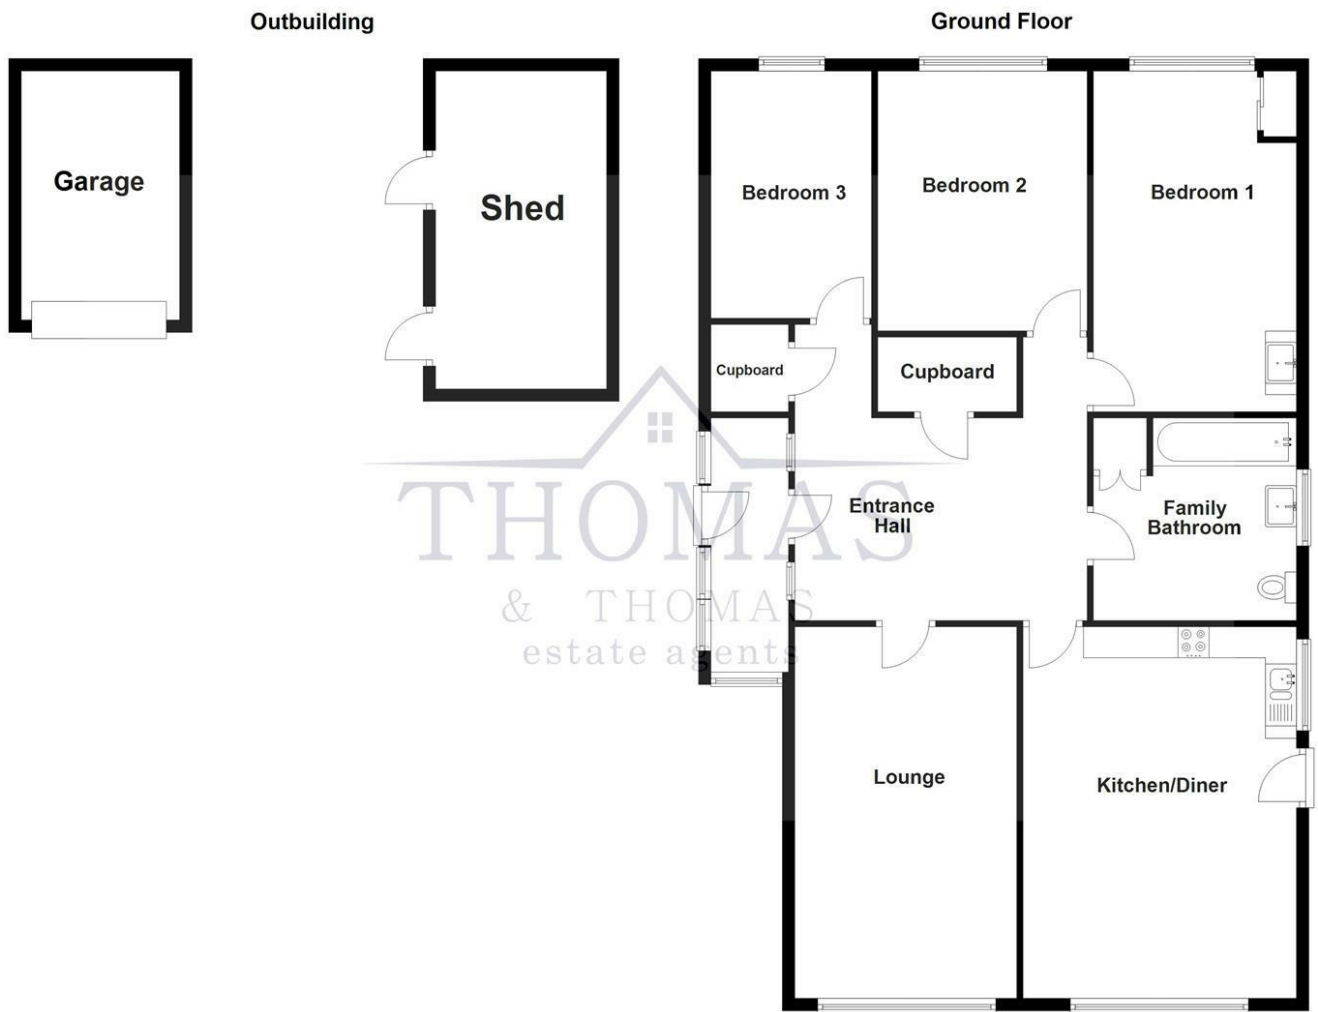 Outbuilding
Ground Floor
Garage
Shed
Bedroom 3
Bedroom 2
Bedroom 1
Cupboard
Cupboard
Entrance
Hall
Family
Bathroom
THOMAS
& THOMAS
estate agents
Lounge
Kitchen/Diner